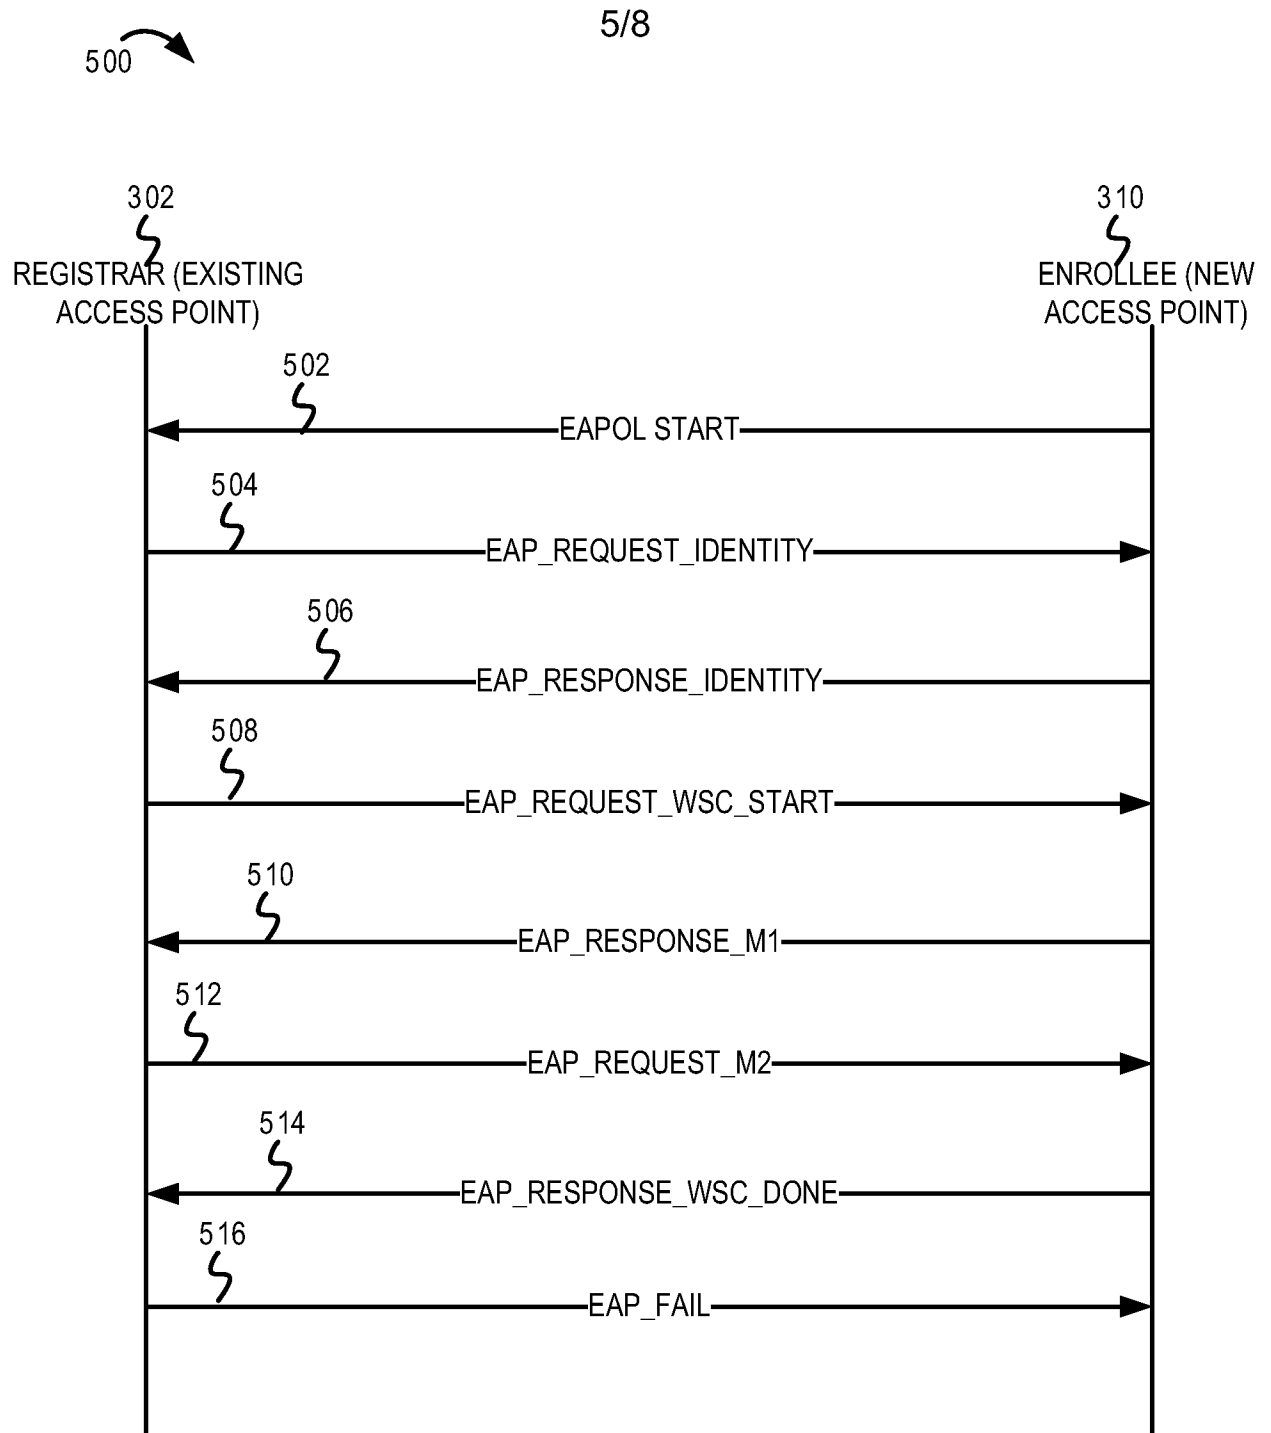 5/8
500
302
310
REGISTRAR (EXISTING
ACCESS POINT)
ENROLLEE (NEW
ACCESS POINT)
502
EAPOL START
504
EAP_REQUEST_IDENTITY
506
EAP_RESPONSE_IDENTITY
508
EAP_REQUEST_WSC_START
510
EAP_RESPONSE_M1
512
EAP_REQUEST_M2
514
EAP_RESPONSE_WSC_DONE
516
EAP_FAIL